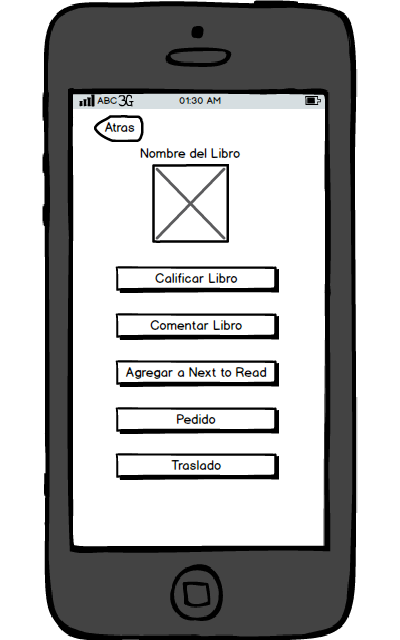 ABC 3G 01:30 AM
Atras
Nombre del Libro
Calificar Libro
Comentar Libro
Agregar a Next to Read
Pedido
Traslado